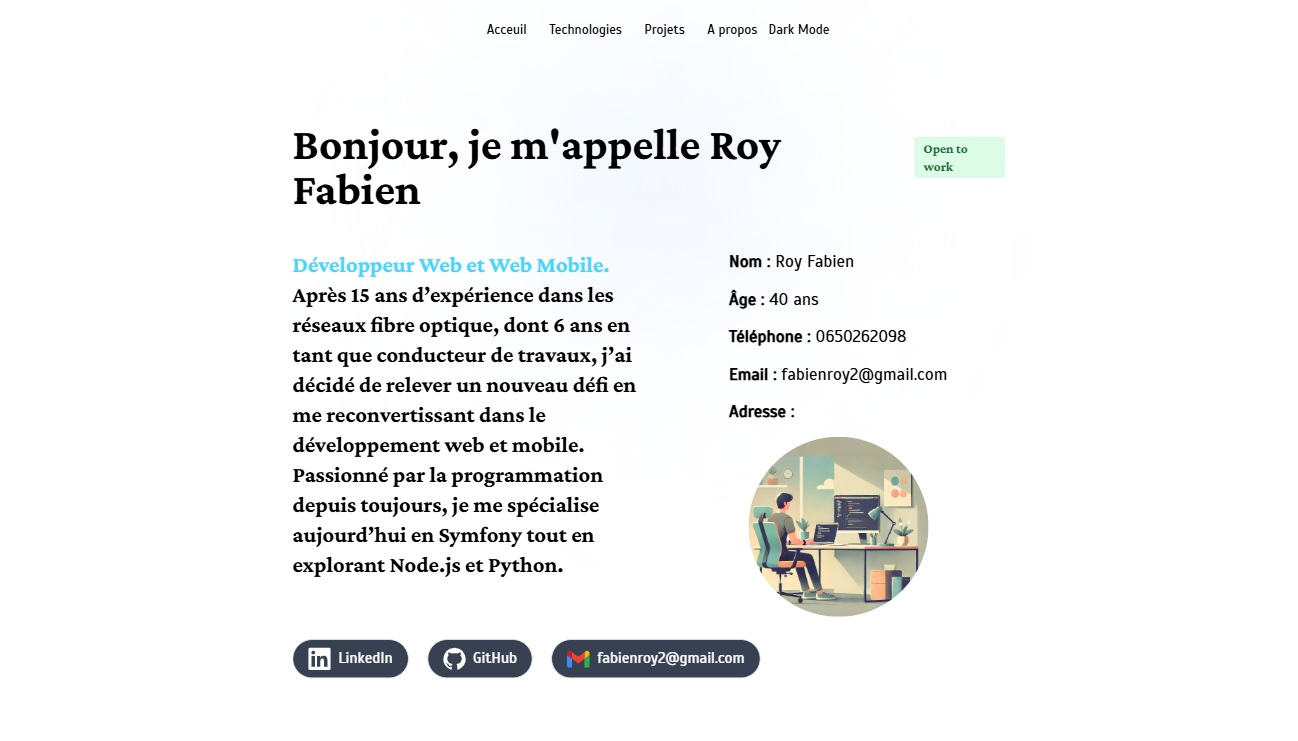 Acceuil Technologies Projets A propos Dark Mode
Bonjour, je m'appelle Roy
Fabien
Open to
work
Développeur Web et Web Mobile.
Après 15 ans d’expérience dans les
réseaux fibre optique, dont 6 ans en
tant que conducteur de travaux, j’ai
décidé de relever un nouveau défi en
me reconvertissant dans le
développement web et mobile.
Passionné par la programmation
depuis toujours, je me spécialise
aujourd’hui en Symfony tout en
explorant Node.js et Python.
Nom : Roy Fabien
Âge : 40 ans
Téléphone : 0650262098
Email : fabienroy2@gmail.com
Adresse :
LinkedIn
GitHub
fabienroy2@gmail.com